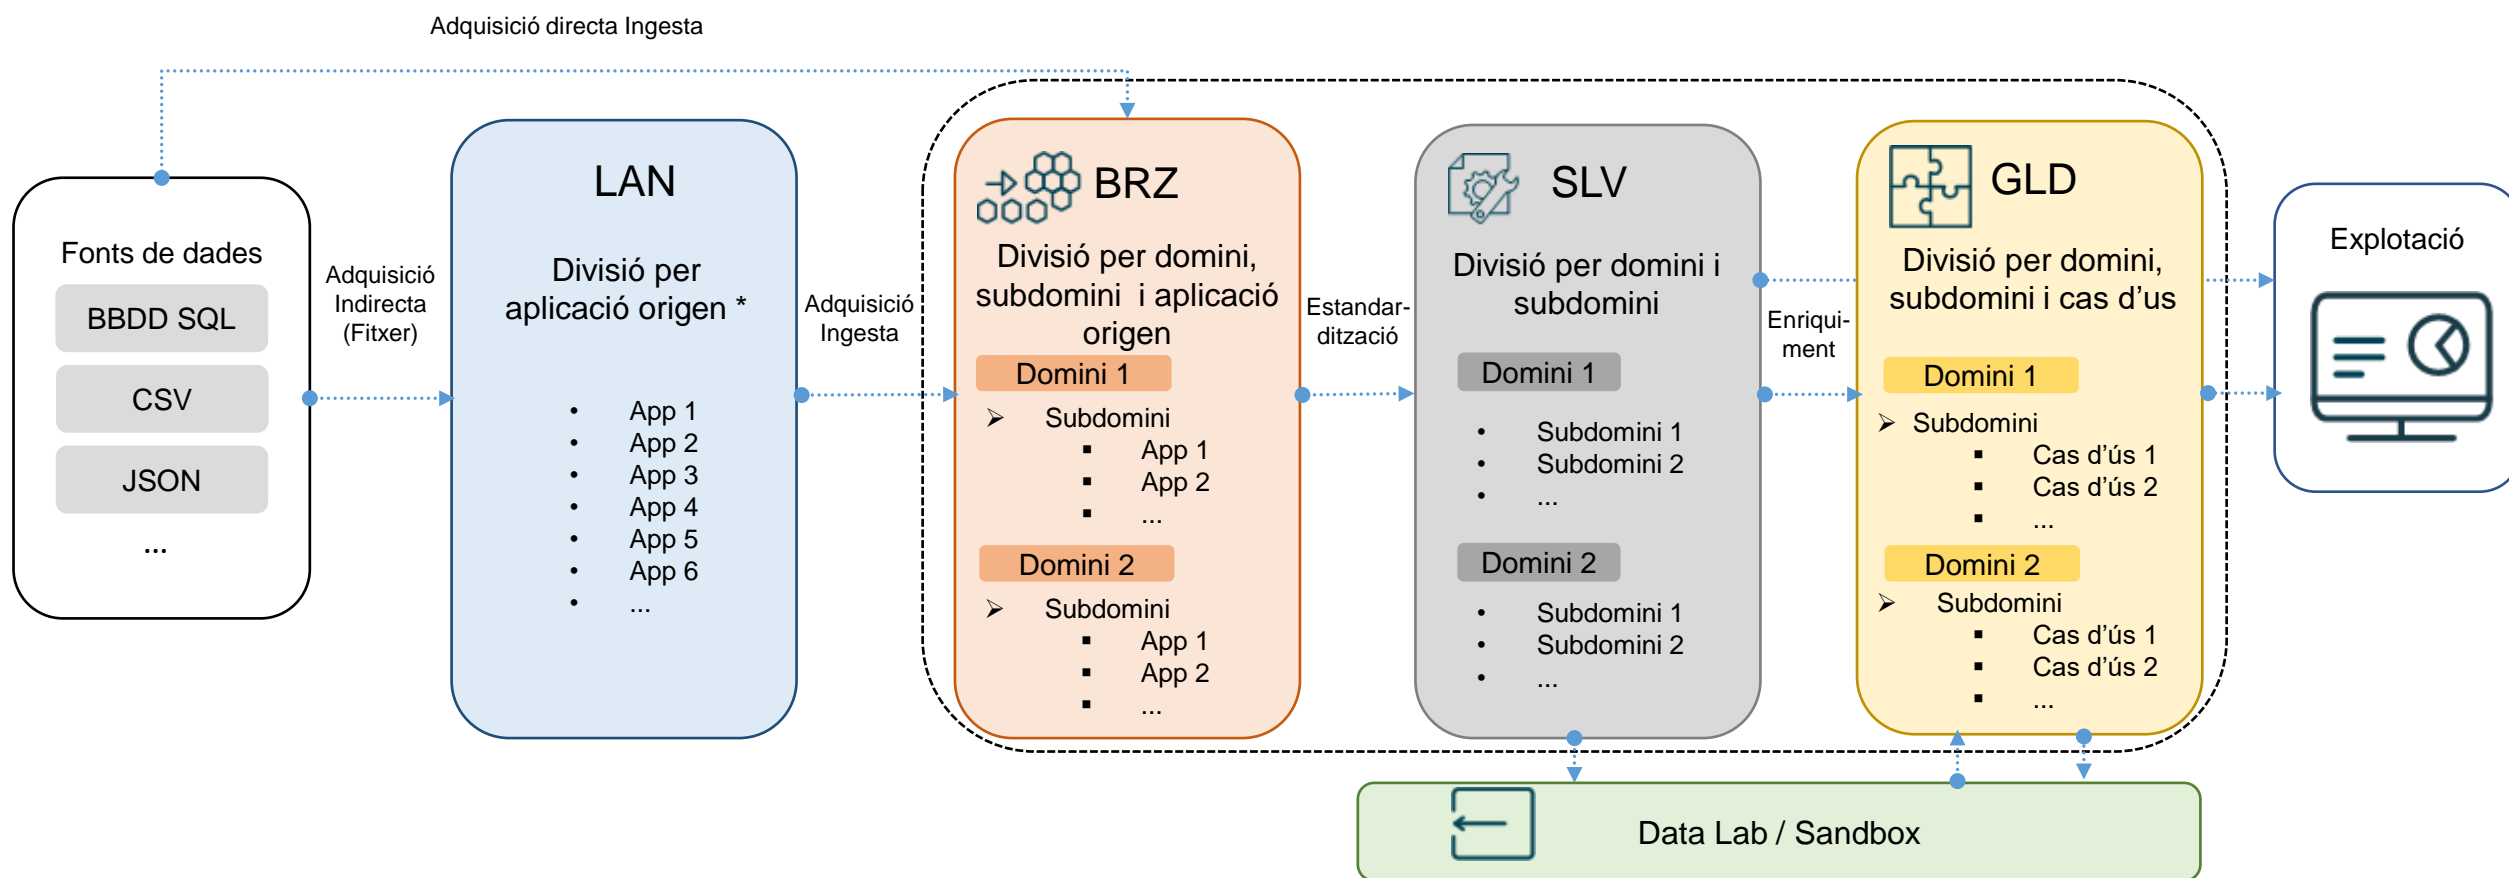 Adquisició directa Ingesta
Fonts de dades
BBDD SQL
CSV
JSON
...
Adquisició
Indirecta
(Fitxer)
LAN
Divisió per
aplicació origen *
• App 1
• App 2
• App 3
• App 4
• App 5
• App 6
• ...
Adquisició
Ingesta
BRZ
Divisió per domini,
subdomini i aplicació
origen
Domini 1
➢ Subdomini
▪ App 1
▪ App 2
▪ ...
Domini 2
➢ Subdomini
▪ App 1
▪ App 2
▪ ...
Estandar-
dització
SLV
Divisió per domini i
subdomini
Domini 1
• Subdomini 1
• Subdomini 2
• ...
Domini 2
• Subdomini 1
• Subdomini 2
• ...
Enriqui-
ment
GLD
Divisió per domini,
subdomini i cas d’us
Domini 1
➢ Subdomini
▪ Cas d’ús 1
▪ Cas d’ús 2
▪ ...
Domini 2
➢ Subdomini
▪ Cas d’ús 1
▪ Cas d’ús 2
▪ ...
Explotació
Data Lab / Sandbox